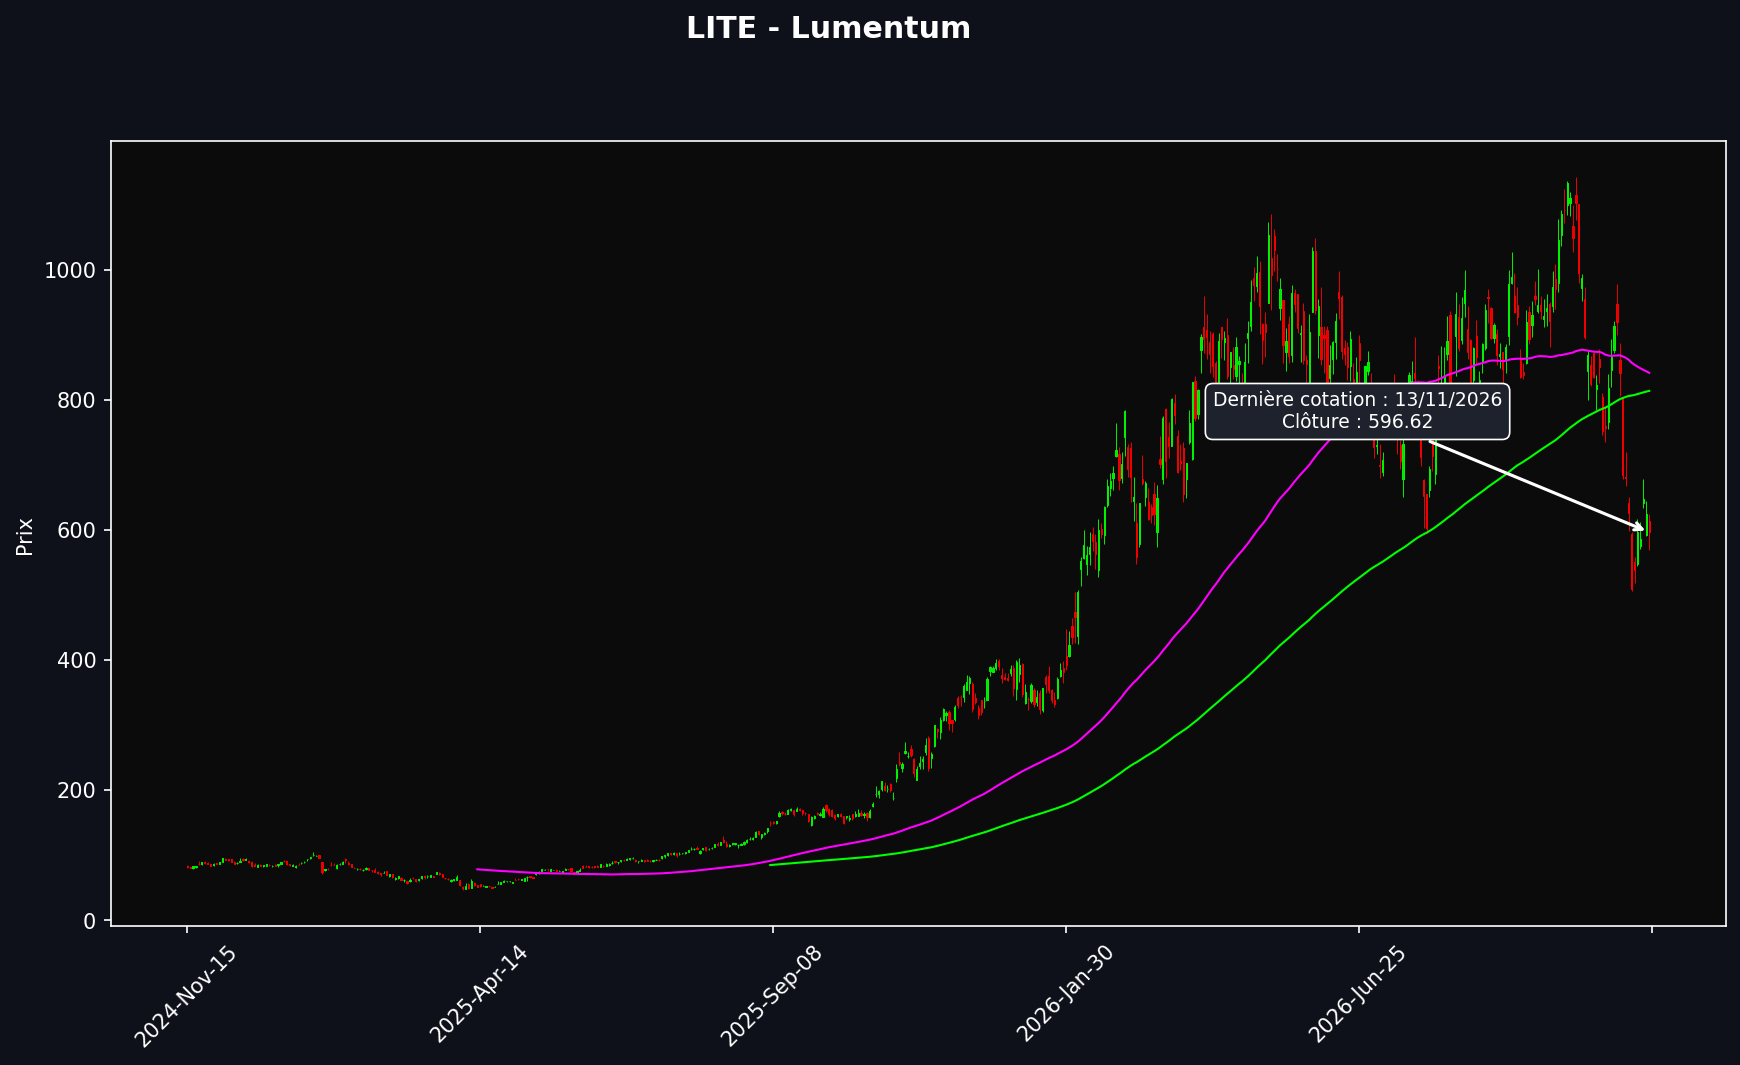 LITE - Lumentum
Prix
1000
800
600
400
200
0
Dernière cotation : 13/11/2026
Clôture : 596.62
2024-Nov-15
2025-Apr-14
2025-Sep-08
2026-Jan-30
2026-Jun-25